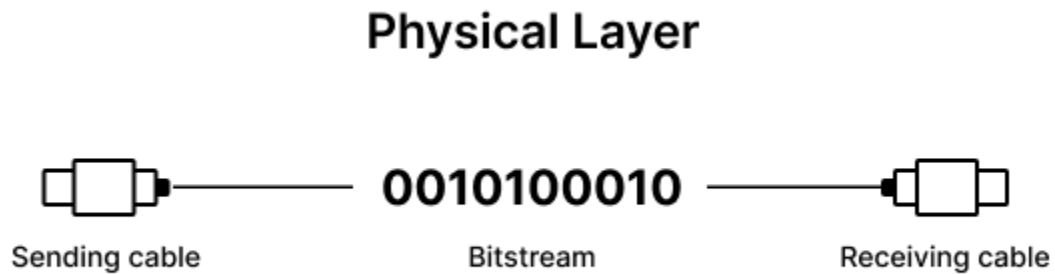 Physical Layer
0010100010
Sending cable
Bitstream
Receiving cable